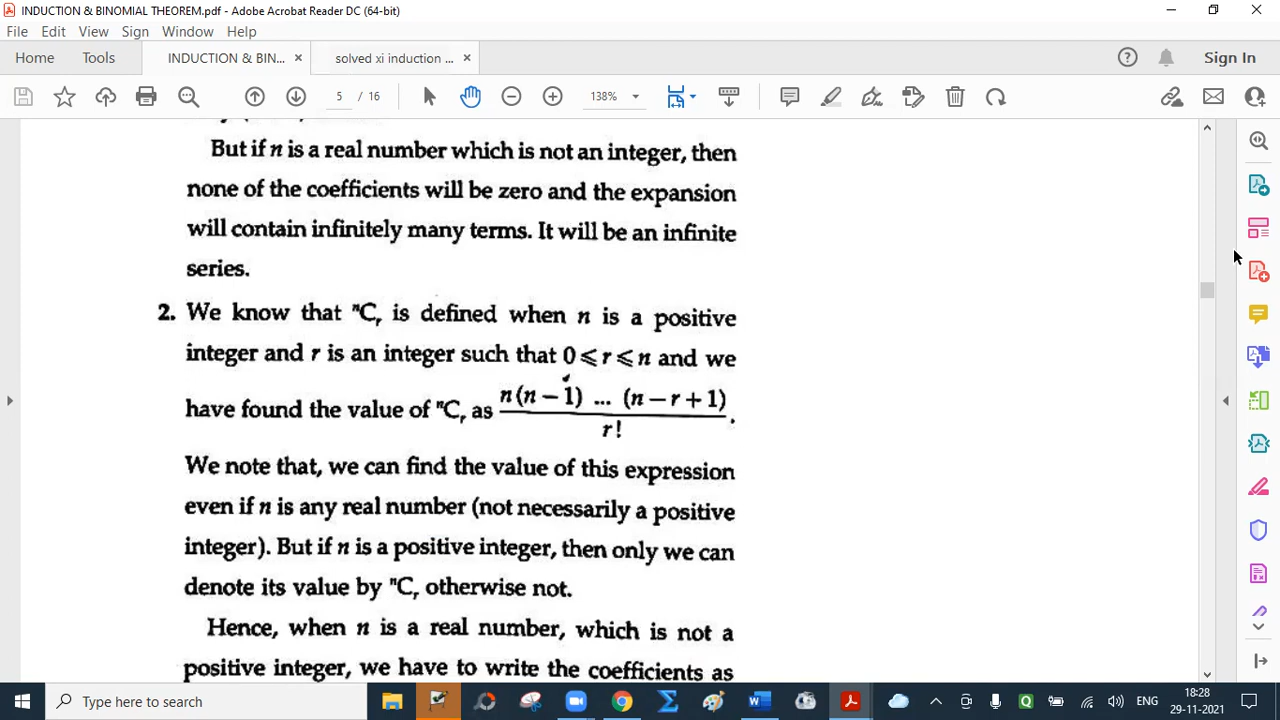 INDUCTION & BINOMIAL THEOREM.pdf - Adobe Acrobat Reader DC (64-bit)
File Edit View Sign Window Help
Home Tools INDUCTION & BIN... × solved xi induction ... × Sign In
5 / 16 138%
But if n is a real number which is not an integer, then
none of the coefficients will be zero and the expansion
will contain infinitely many terms. It will be an infinite
series.
2. We know that ⁿCᵣ is defined when n is a positive
integer and r is an integer such that 0 ⩽ r ⩽ n and we
have found the value of ⁿCᵣ as n(n−1) ... (n−r+1) / r! .
We note that, we can find the value of this expression
even if n is any real number (not necessarily a positive
integer). But if n is a positive integer, then only we can
denote its value by ⁿCᵣ otherwise not.
Hence, when n is a real number, which is not a
positive integer, we have to write the coefficients as
Type here to search
ENG
18:28
29-11-2021